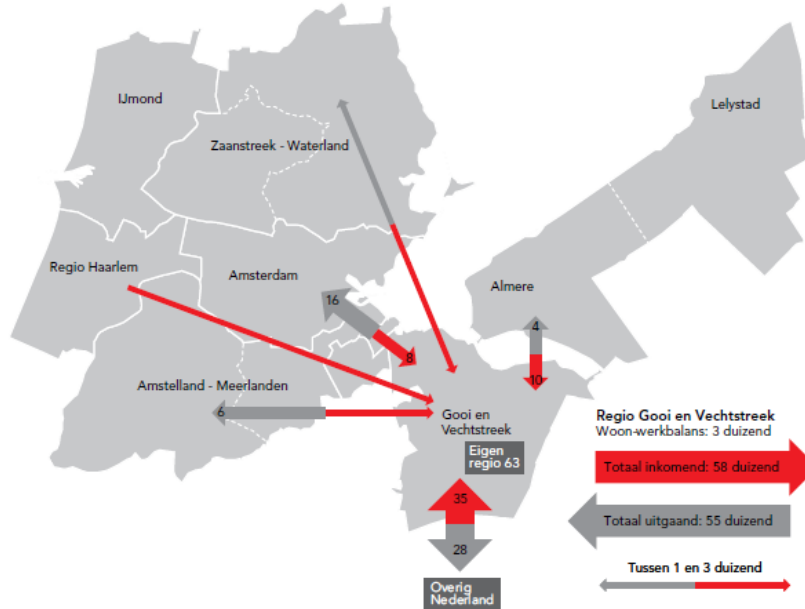 IJmond
Lelystad
Zaanstreek - Waterland
Regio Haarlem
Amsterdam
Almere
16
4
8
10
Amstelland - Meerlanden
6
Gooi en
Vechtstreek
Eigen
regio 63
35
28
Overig
Nederland
Regio Gooi en Vechtstreek
Woon-werkbalans: 3 duizend
Totaal inkomend: 58 duizend
Totaal uitgaand: 55 duizend
Tussen 1 en 3 duizend